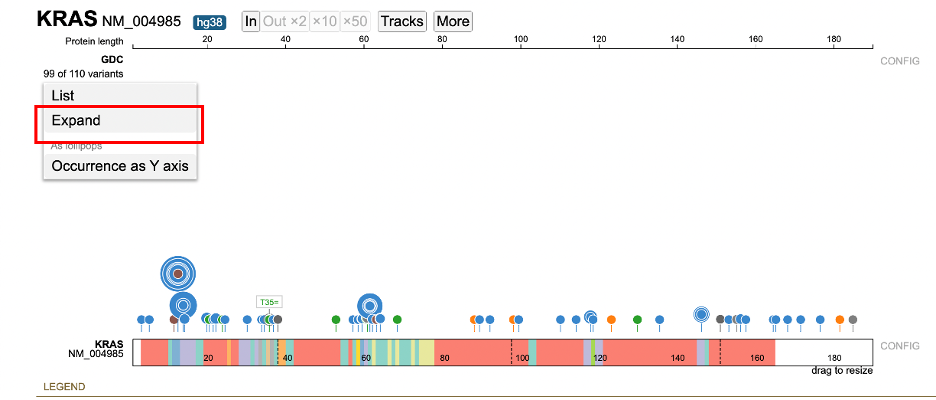 KRAS NM_004985 hg38 In Out ×2 ×10 ×50 Tracks More
Protein length 20 40 60 80 100 120 140 160 180
GDC
CONFIG
99 of 110 variants
List
Expand
As lollipops
Occurrence as Y axis
T35=
KRAS
NM_004985
20 40 60 80 100 120 140 160 180
CONFIG
drag to resize
LEGEND